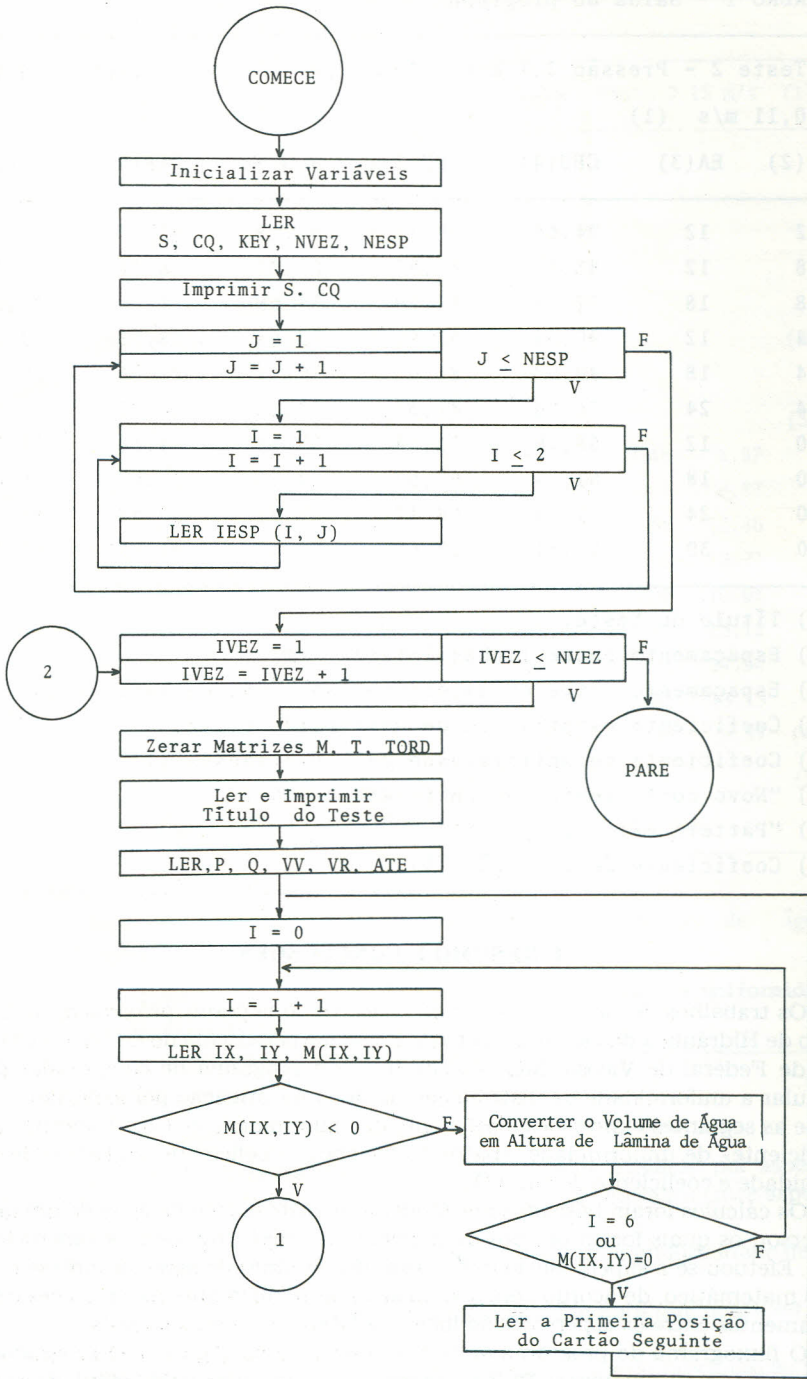 COMECE
Inicializar Variáveis
LER
S, CQ, KEY, NVEZ, NESP
Imprimir S. CQ
J = 1
J = J + 1
J ≤ NESP
F
V
I = 1
I = I + 1
I ≤ 2
F
V
LER IESP (I, J)
2
IVEZ = 1
IVEZ = IVEZ + 1
IVEZ ≤ NVEZ
F
V
PARE
Zerar Matrizes M. T. TORD
Ler e Imprimir
Título do Teste
LER,P, Q, VV, VR. ATE
I = 0
I = I + 1
LER IX, IY, M(IX,IY)
M(IX,IY) < 0
F
V
1
Converter o Volume de Água
em Altura de Lâmina de Água
I = 6
ou
M(IX,IY)=0
F
V
Ler a Primeira Posição
do Cartão Seguinte